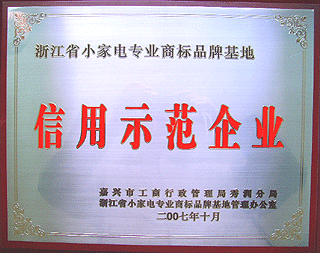 浙江省小家电专业商标品牌基地
信用示范企业
嘉兴市工商行政管理局秀洲分局
浙江省小家电专业商标品牌基地管理办公室
二00七年十月